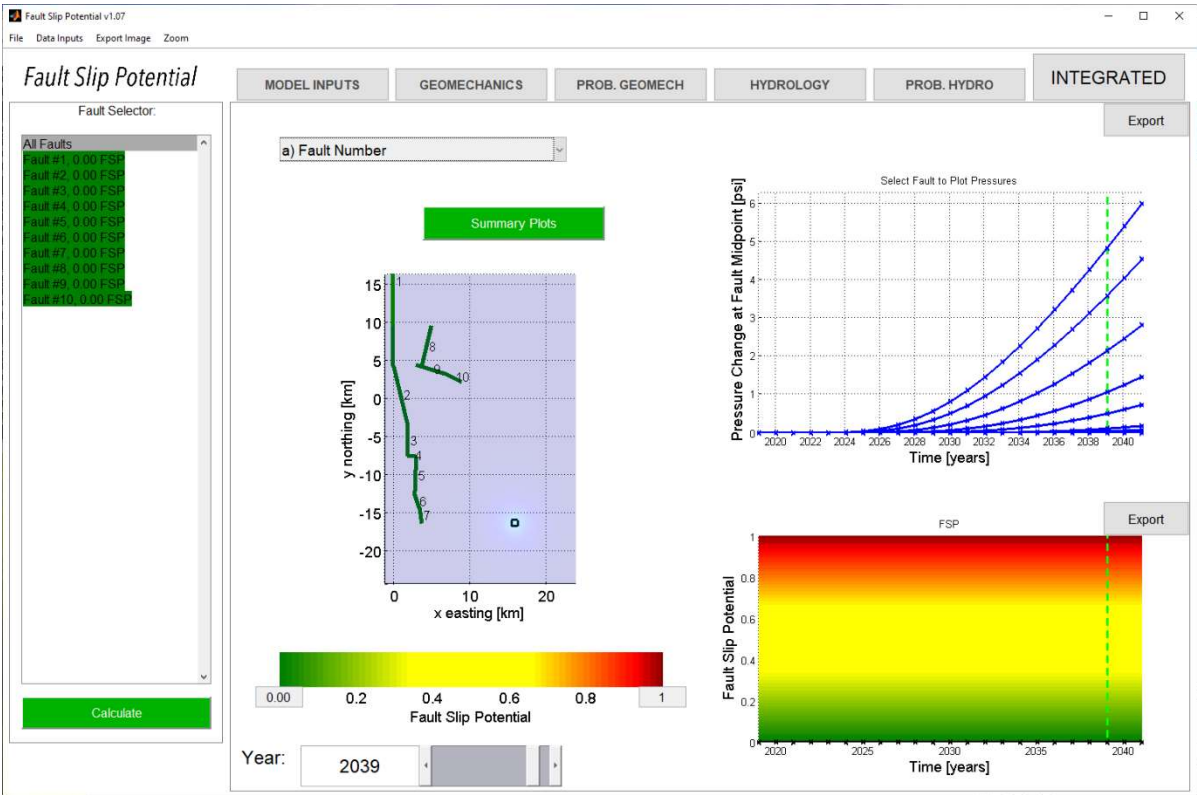 Fault Slip Potential v1.07
File Data Inputs Export Image Zoom
Fault Slip Potential
MODEL INPUTS
GEOMECHANICS
PROB. GEOMECH
HYDROLOGY
PROB. HYDRO
INTEGRATED
Fault Selector:
All Faults
Fault #1, 0.00 FSP
Fault #2, 0.00 FSP
Fault #3, 0.00 FSP
Fault #4, 0.00 FSP
Fault #5, 0.00 FSP
Fault #6, 0.00 FSP
Fault #7, 0.00 FSP
Fault #8, 0.00 FSP
Fault #9, 0.00 FSP
Fault #10, 0.00 FSP
Calculate
a) Fault Number
Summary Plots
y northing [km]
15
10
5
0
-5
-10
-15
-20
1
2
3
4
5
6
7
8
9
10
0 10 20
x easting [km]
0.00 0.2 0.4 0.6 0.8 1
Fault Slip Potential
Year: 2039
Export
Select Fault to Plot Pressures
Pressure Change at Fault Midpoint [psi]
6
5
4
3
2
1
0
2020 2022 2024 2026 2028 2030 2032 2034 2036 2038 2040
Time [years]
Export
FSP
Fault Slip Potential
1
0.8
0.6
0.4
0.2
0
2020 2025 2030 2035 2040
Time [years]